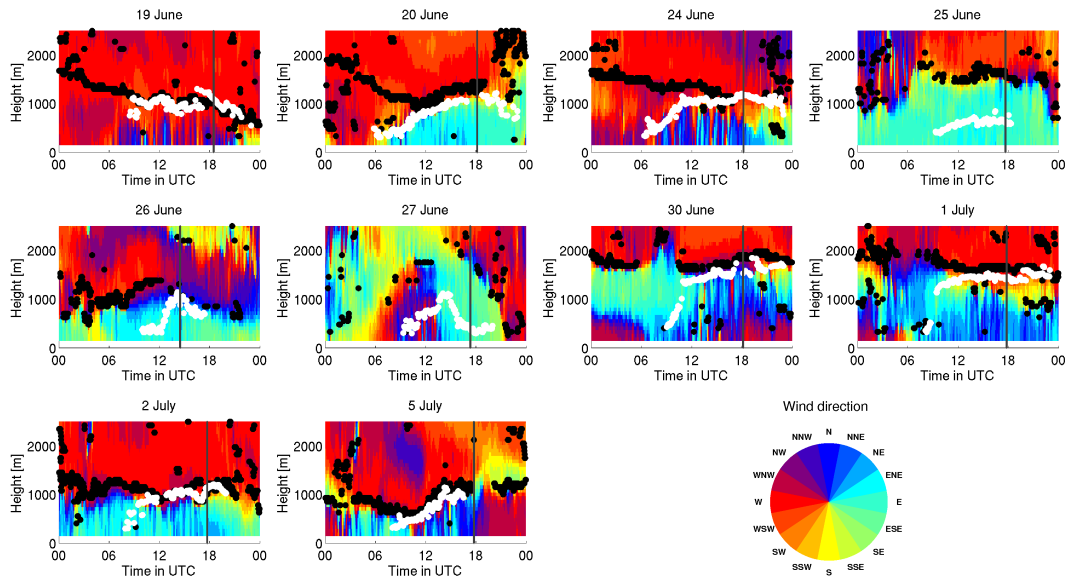 19 June
20 June
24 June
25 June
Height [m]
2000
1000
0
00 06 12 18 00
Time in UTC
Height [m]
2000
1000
0
00 06 12 18 00
Time in UTC
Height [m]
2000
1000
0
00 06 12 18 00
Time in UTC
Height [m]
2000
1000
0
00 06 12 18 00
Time in UTC
26 June
27 June
30 June
1 July
Height [m]
2000
1000
0
00 06 12 18 00
Time in UTC
Height [m]
2000
1000
0
00 06 12 18 00
Time in UTC
Height [m]
2000
1000
0
00 06 12 18 00
Time in UTC
Height [m]
2000
1000
0
00 06 12 18 00
Time in UTC
2 July
5 July
Height [m]
2000
1000
0
00 06 12 18 00
Time in UTC
Height [m]
2000
1000
0
00 06 12 18 00
Time in UTC
Wind direction
N
NNE
NE
ENE
E
ESE
SE
SSE
S
SSW
SW
WSW
W
WNW
NW
NNW